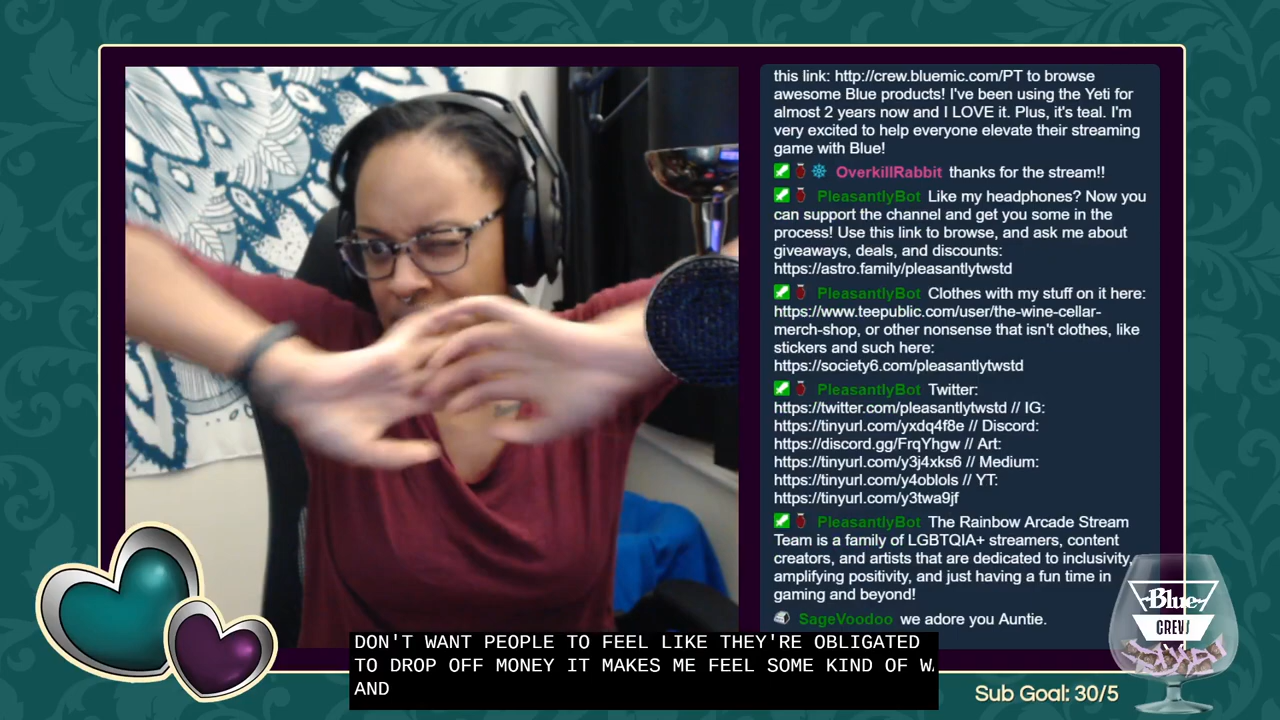 this link: http://crew.bluemic.com/PT to browse
awesome Blue products! I've been using the Yeti for
almost 2 years now and I LOVE it. Plus, it's teal. I'm
very excited to help everyone elevate their streaming
game with Blue!
OverkillRabbit thanks for the stream!!
PleasantlyBot Like my headphones? Now you
can support the channel and get you some in the
process! Use this link to browse, and ask me about
giveaways, deals, and discounts:
https://astro.family/pleasantlytwstd
PleasantlyBot Clothes with my stuff on it here:
https://www.teepublic.com/user/the-wine-cellar-
merch-shop, or other nonsense that isn't clothes, like
stickers and such here:
https://society6.com/pleasantlytwstd
PleasantlyBot Twitter:
https://twitter.com/pleasantlytwstd // IG:
https://tinyurl.com/yxdq4f8e // Discord:
https://discord.gg/FrqYhgw // Art:
https://tinyurl.com/y3j4xks6 // Medium:
https://tinyurl.com/y4oblols // YT:
https://tinyurl.com/y3twa9jf
PleasantlyBot The Rainbow Arcade Stream
Team is a family of LGBTQIA+ streamers, content
creators, and artists that are dedicated to inclusivity,
amplifying positivity, and just having a fun time in
gaming and beyond!
SageVoodoo we adore you Auntie.
Blue
CREW
DON'T WANT PEOPLE TO FEEL LIKE THEY'RE OBLIGATED
TO DROP OFF MONEY IT MAKES ME FEEL SOME KIND OF
AND
Sub Goal: 30/5